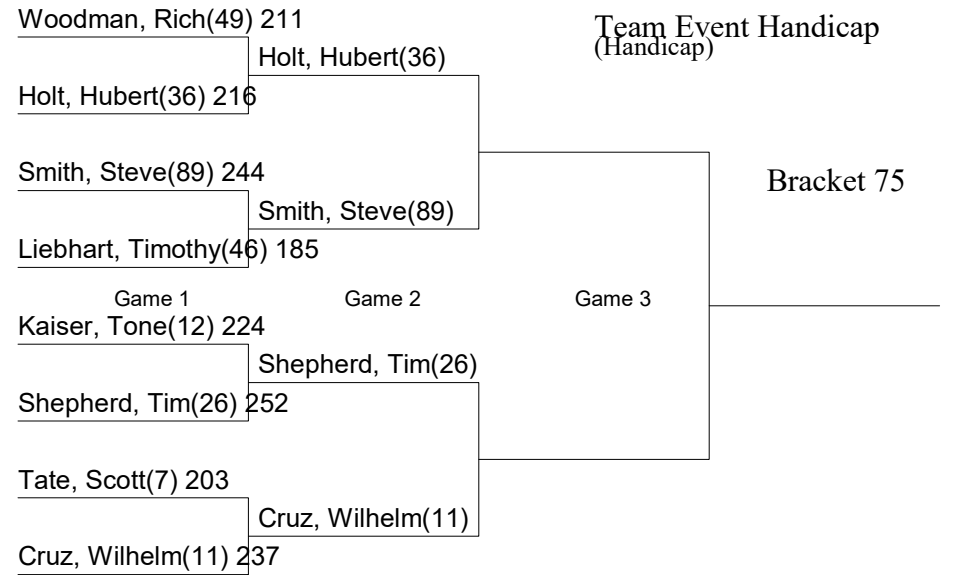 Woodman, Rich(49) 211
Team Event Handicap
(Handicap)
Holt, Hubert(36)
Holt, Hubert(36) 216
Smith, Steve(89) 244
Bracket 75
Smith, Steve(89)
Liebhart, Timothy(46) 185
Game 1 Game 2 Game 3
Kaiser, Tone(12) 224
Shepherd, Tim(26)
Shepherd, Tim(26) 252
Tate, Scott(7) 203
Cruz, Wilhelm(11)
Cruz, Wilhelm(11) 237